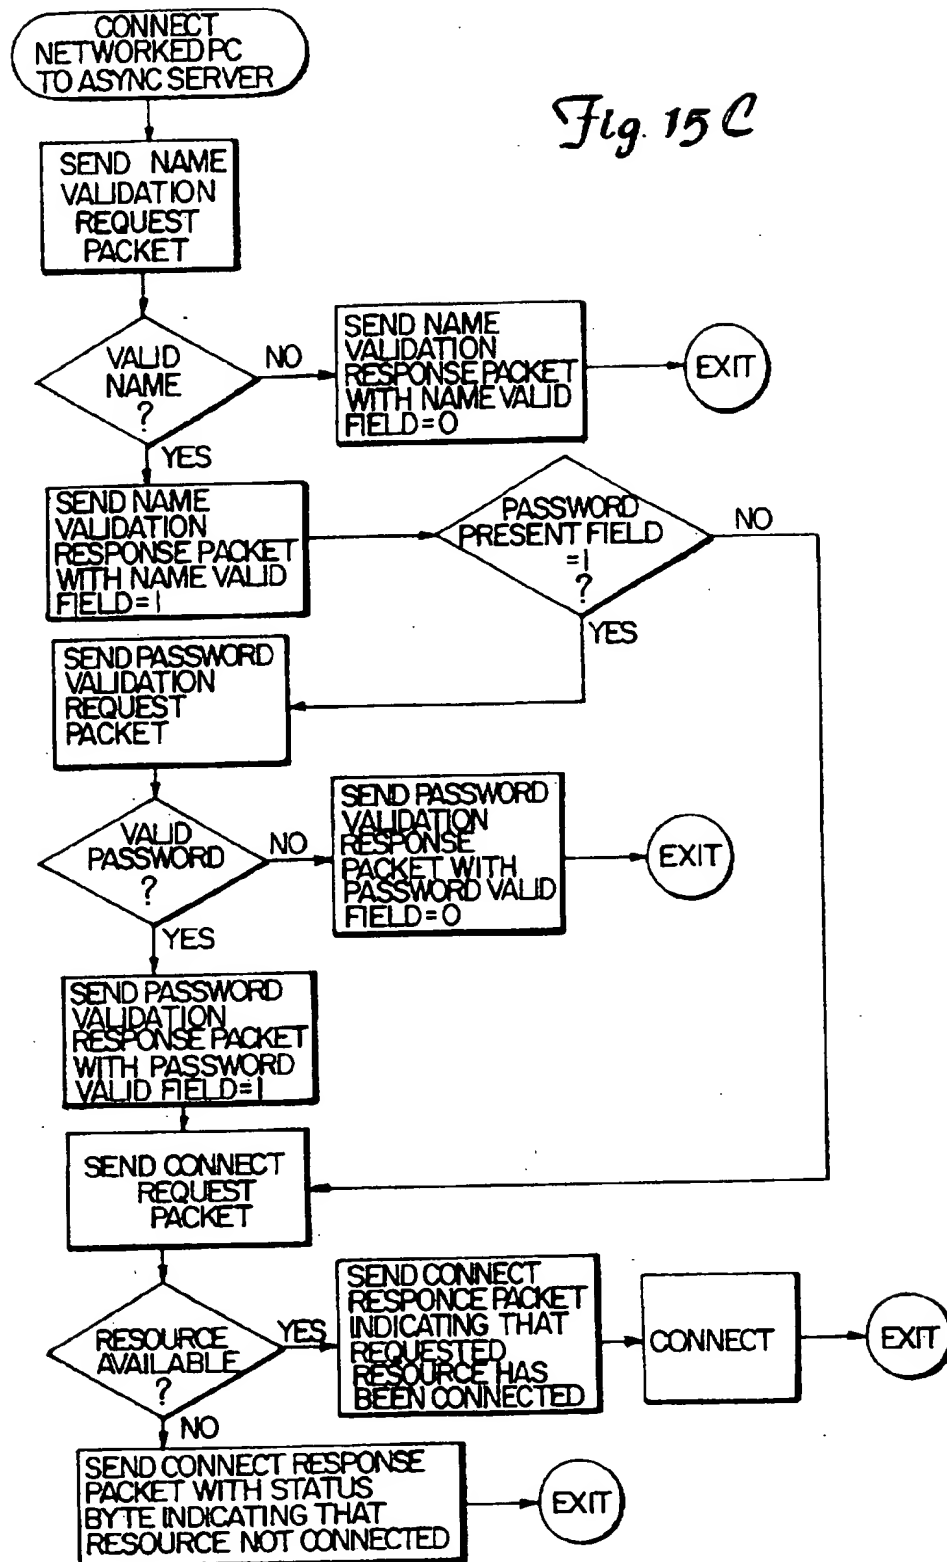 CONNECT
NETWORKED PC
TO ASYNC SERVER
Fig. 15C
SEND NAME
VALIDATION
REQUEST
PACKET
VALID
NAME
?
NO
SEND NAME
VALIDATION
RESPONSE PACKET
WITH NAME VALID
FIELD=0
EXIT
YES
SEND NAME
VALIDATION
RESPONSE PACKET
WITH NAME VALID
FIELD=1
PASSWORD
PRESENT FIELD
=1
?
NO
YES
SEND PASSWORD
VALIDATION
REQUEST
PACKET
VALID
PASSWORD
?
NO
SEND PASSWORD
VALIDATION
RESPONSE
PACKET WITH
PASSWORD VALID
FIELD=0
EXIT
YES
SEND PASSWORD
VALIDATION
RESPONSE PACKET
WITH PASSWORD
VALID FIELD=1
SEND CONNECT
REQUEST
PACKET
RESOURCE
AVAILABLE
?
YES
SEND CONNECT
RESPONCE PACKET
INDICATING THAT
REQUESTED
RESOURCE HAS
BEEN CONNECTED
CONNECT
EXIT
NO
SEND CONNECT RESPONSE
PACKET WITH STATUS
BYTE INDICATING THAT
RESOURCE NOT CONNECTED
EXIT